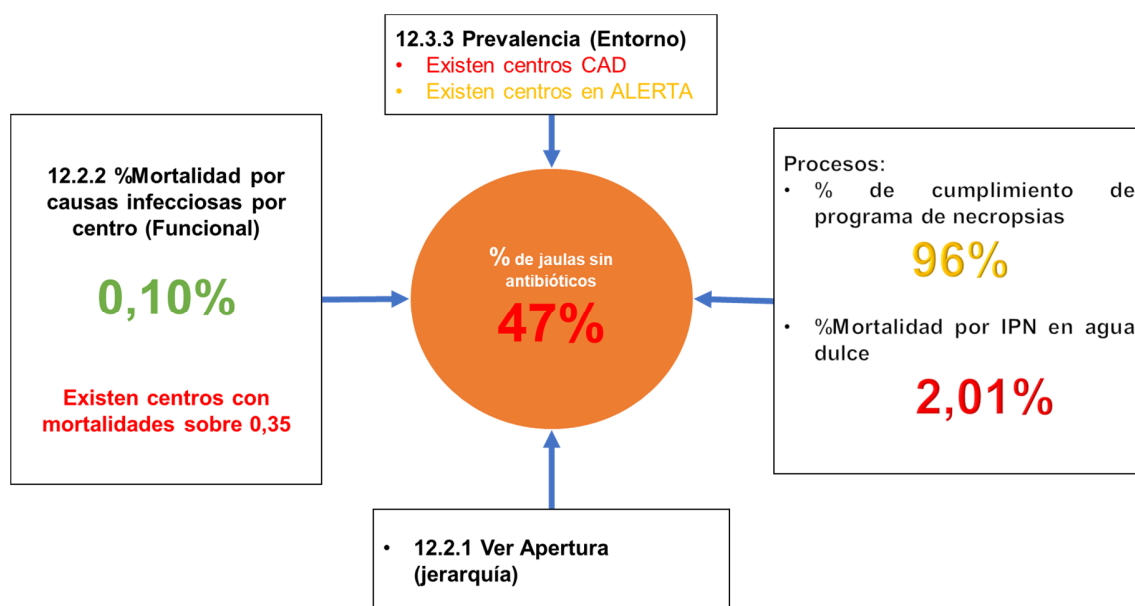 12.3.3 Prevalencia (Entorno)
• Existen centros CAD
• Existen centros en ALERTA
12.2.2 %Mortalidad por
causas infecciosas por
centro (Funcional)
0,10%
Existen centros con
mortalidades sobre 0,35
% de jaulas sin
antibióticos
47%
Procesos:
• % de cumplimiento de
programa de necropsias
96%
• %Mortalidad por IPN en agua
dulce
2,01%
• 12.2.1 Ver Apertura
(jerarquía)